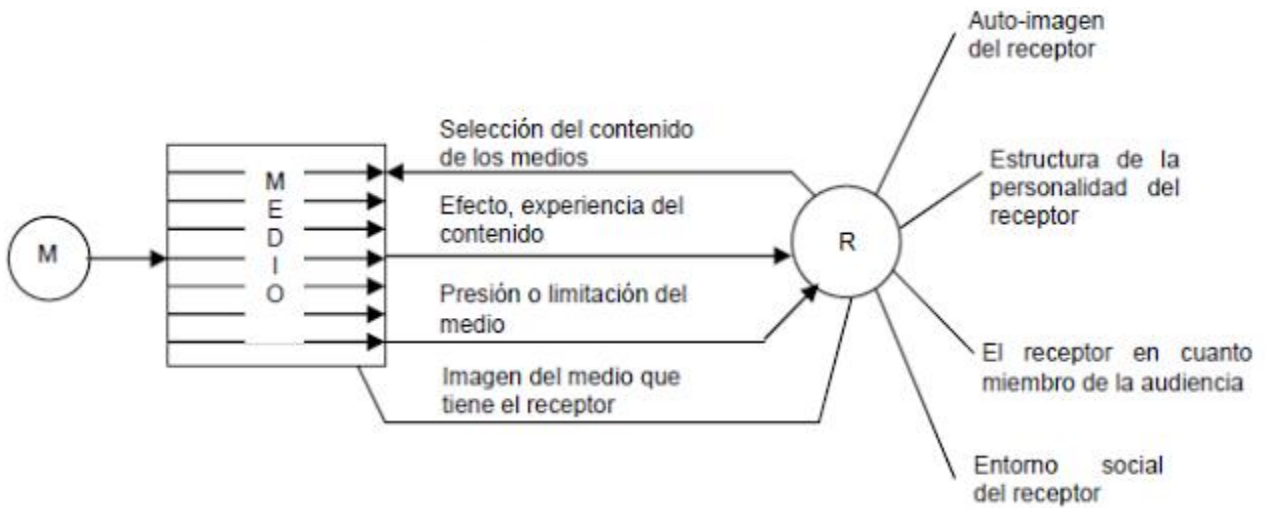 Auto-imagen
del receptor
Selección del contenido
de los medios
Estructura de la
personalidad del
receptor
M
E
D
I
O
Efecto, experiencia del
contenido
M
R
Presión o limitación del
medio
El receptor en cuanto
miembro de la audiencia
Imagen del medio que
tiene el receptor
Entorno social
del receptor